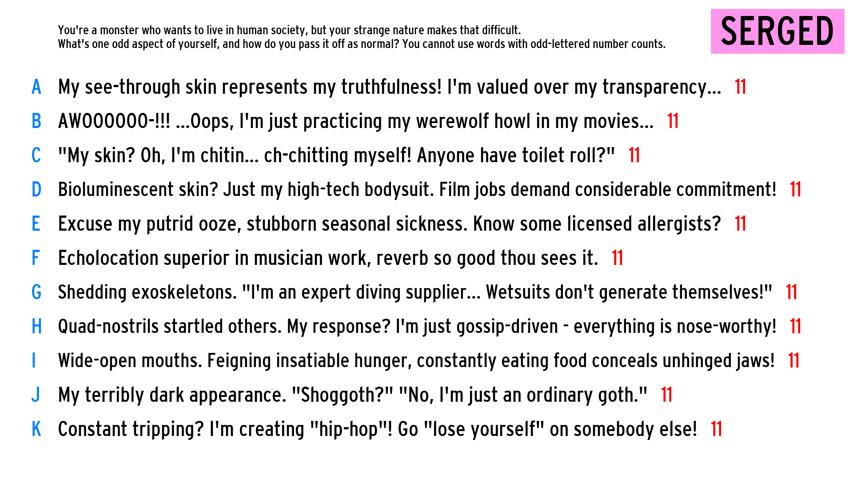 You're a monster who wants to live in human society, but your strange nature makes that difficult.
What's one odd aspect of yourself, and how do you pass it off as normal? You cannot use words with odd-lettered number counts.
SERGED
A My see-through skin represents my truthfulness! I'm valued over my transparency... 11
B AWOOOOOO-!!! ...Oops, I'm just practicing my werewolf howl in my movies... 11
C "My skin? Oh, I'm chitin... ch-chitting myself! Anyone have toilet roll?" 11
D Bioluminescent skin? Just my high-tech bodysuit. Film jobs demand considerable commitment! 11
E Excuse my putrid ooze, stubborn seasonal sickness. Know some licensed allergists? 11
F Echolocation superior in musician work, reverb so good thou sees it. 11
G Shedding exoskeletons. "I'm an expert diving supplier... Wetsuits don't generate themselves!" 11
H Quad-nostrils startled others. My response? I'm just gossip-driven - everything is nose-worthy! 11
I Wide-open mouths. Feigning insatiable hunger, constantly eating food conceals unhinged jaws! 11
J My terribly dark appearance. "Shoggoth?" "No, I'm just an ordinary goth." 11
K Constant tripping? I'm creating "hip-hop"! Go "lose yourself" on somebody else! 11